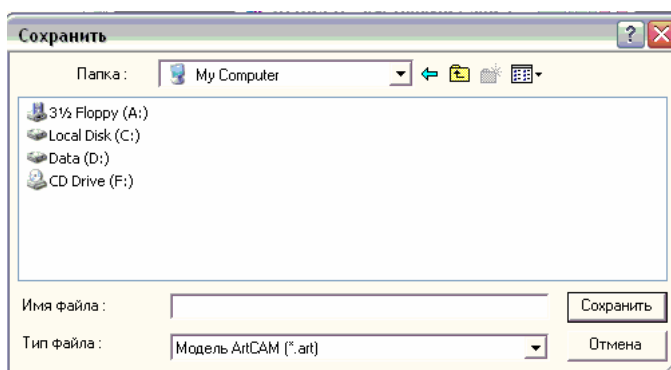 Сохранить
Папка:
My Computer
3½ Floppy (A:)
Local Disk (C:)
Data (D:)
CD Drive (F:)
Имя файла:
Сохранить
Тип файла:
Модель ArtCAM (*.art)
Отмена